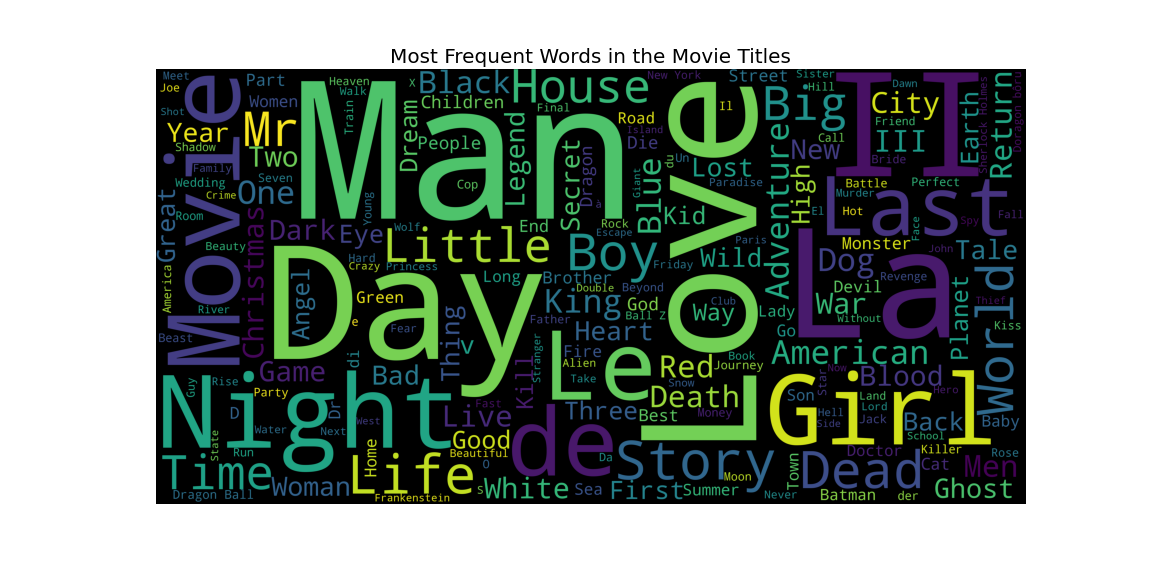 Most Frequent Words in the Movie Titles
Meet
Joe
Shot
Year
Shadow
Movie
Part
Women
Mr
Two
Family
Wedding
Seven
One
Crime
Great
Room
Beauty
Christmas
Dark
America
River
Beast
Heaven
Walk
Train
X
Man
Young
Eye
Wolf
Hard
Crazy
Princess
Little
Dream
Black
Children
People
Cop
Legend
House
Final
End
Secret
Dragon
à
Rock
Escape
Boy
Friday
New York
Road
Island
Die
Giant
Blue
du
Un
Kid
Lost
Paradise
Wild
Paris
Love
Il
Street
Big
Sister
Hill
Call
New
High
Adventure
El
II
City
Dawn
Friend
III
Bride
Battle
Perfect
Murder
Hot
Last
Face
Spy
Fall
Earth
Sherlock Holmes
Return
boru
Monster
John
Tale
Dog
Devil
Revenge
War
Without
La
Thief
Kiss
Planet
World
Day
Angel
Green
e
Fear
Long
Brother
Double
Beyond
King
God
Ball Z
Father
Heart
Way
Club
Lady
Go
Thing
V
di
Game
Bad
Guy
Rise
Party
Night
Dr
D
Water
Next
West
State
Run
Time
Dragon Ball
Woman
Home
Life
Frankenstein
Live
Fast
Good
Beautiful
O
s
White
Kill
stranger
Le
Fire
Alien
Take
Three
de
Da
Sea
First
Story
Red
Journey
Book
Snow
Death
Best
Money
Moon
Summer
Never
Town
American
Girl
Son
Star
Now
Hell
Side
Land
Lord
Jack
Blood
Hero
Back
School
Baby
Doctor
Killer
Rose
Dead
Cat
Men
Batman
der
Ghost